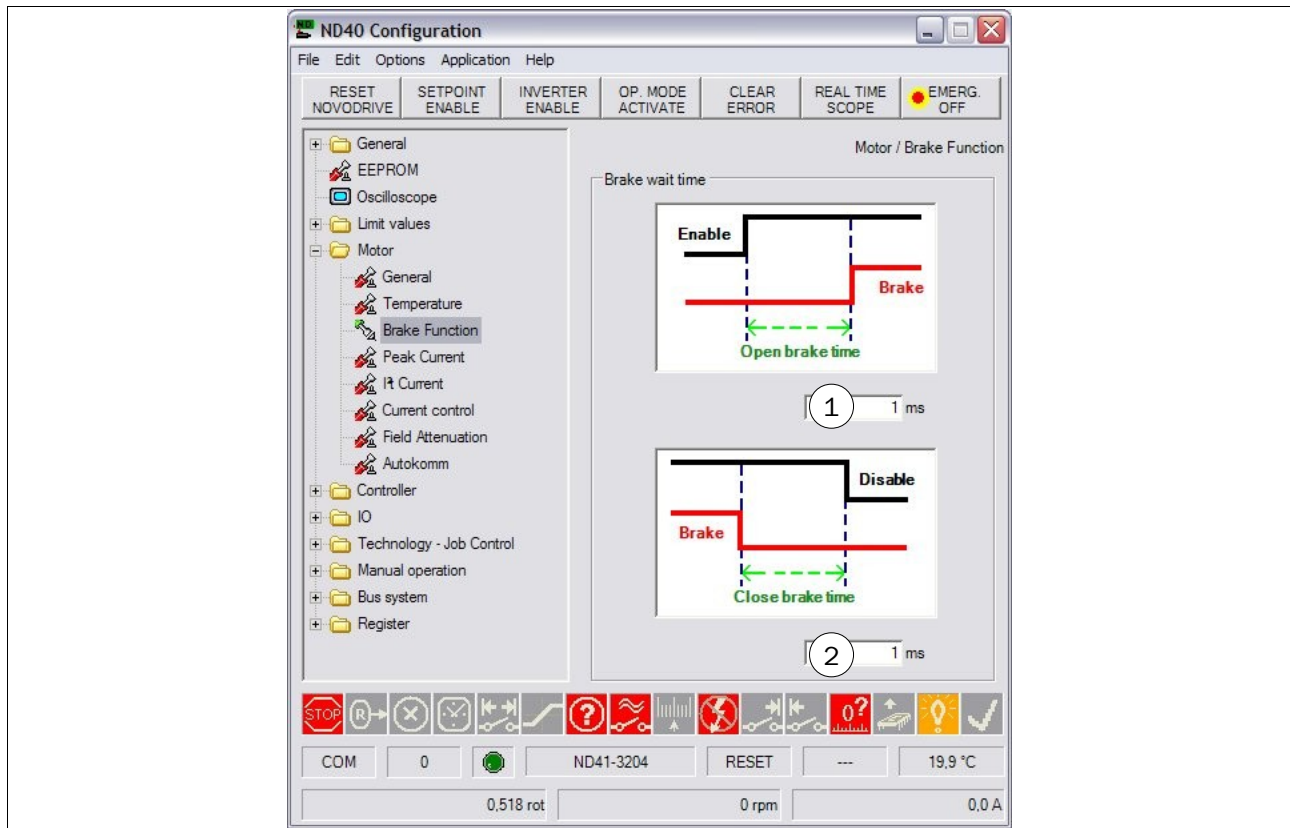 ND40 Configuration
File Edit Options Application Help
RESET NOVODRIVE
SETPOINT ENABLE
INVERTER ENABLE
OP. MODE ACTIVATE
CLEAR ERROR
REAL TIME SCOPE
EMERG. OFF
General
EEPROM
Oscilloscope
Limit values
Motor
General
Temperature
Brake Function
Peak Current
I²t Current
Current control
Field Attenuation
Autokomm
Controller
IO
Technology - Job Control
Manual operation
Bus system
Register
Motor / Brake Function
Brake wait time
Enable
Brake
Open brake time
1
1 ms
Disable
Brake
Close brake time
2
1 ms
STOP
R
?
0?
COM 0 ND41-3204 RESET --- 19,9 °C
0,518 rot 0 rpm 0,0 A